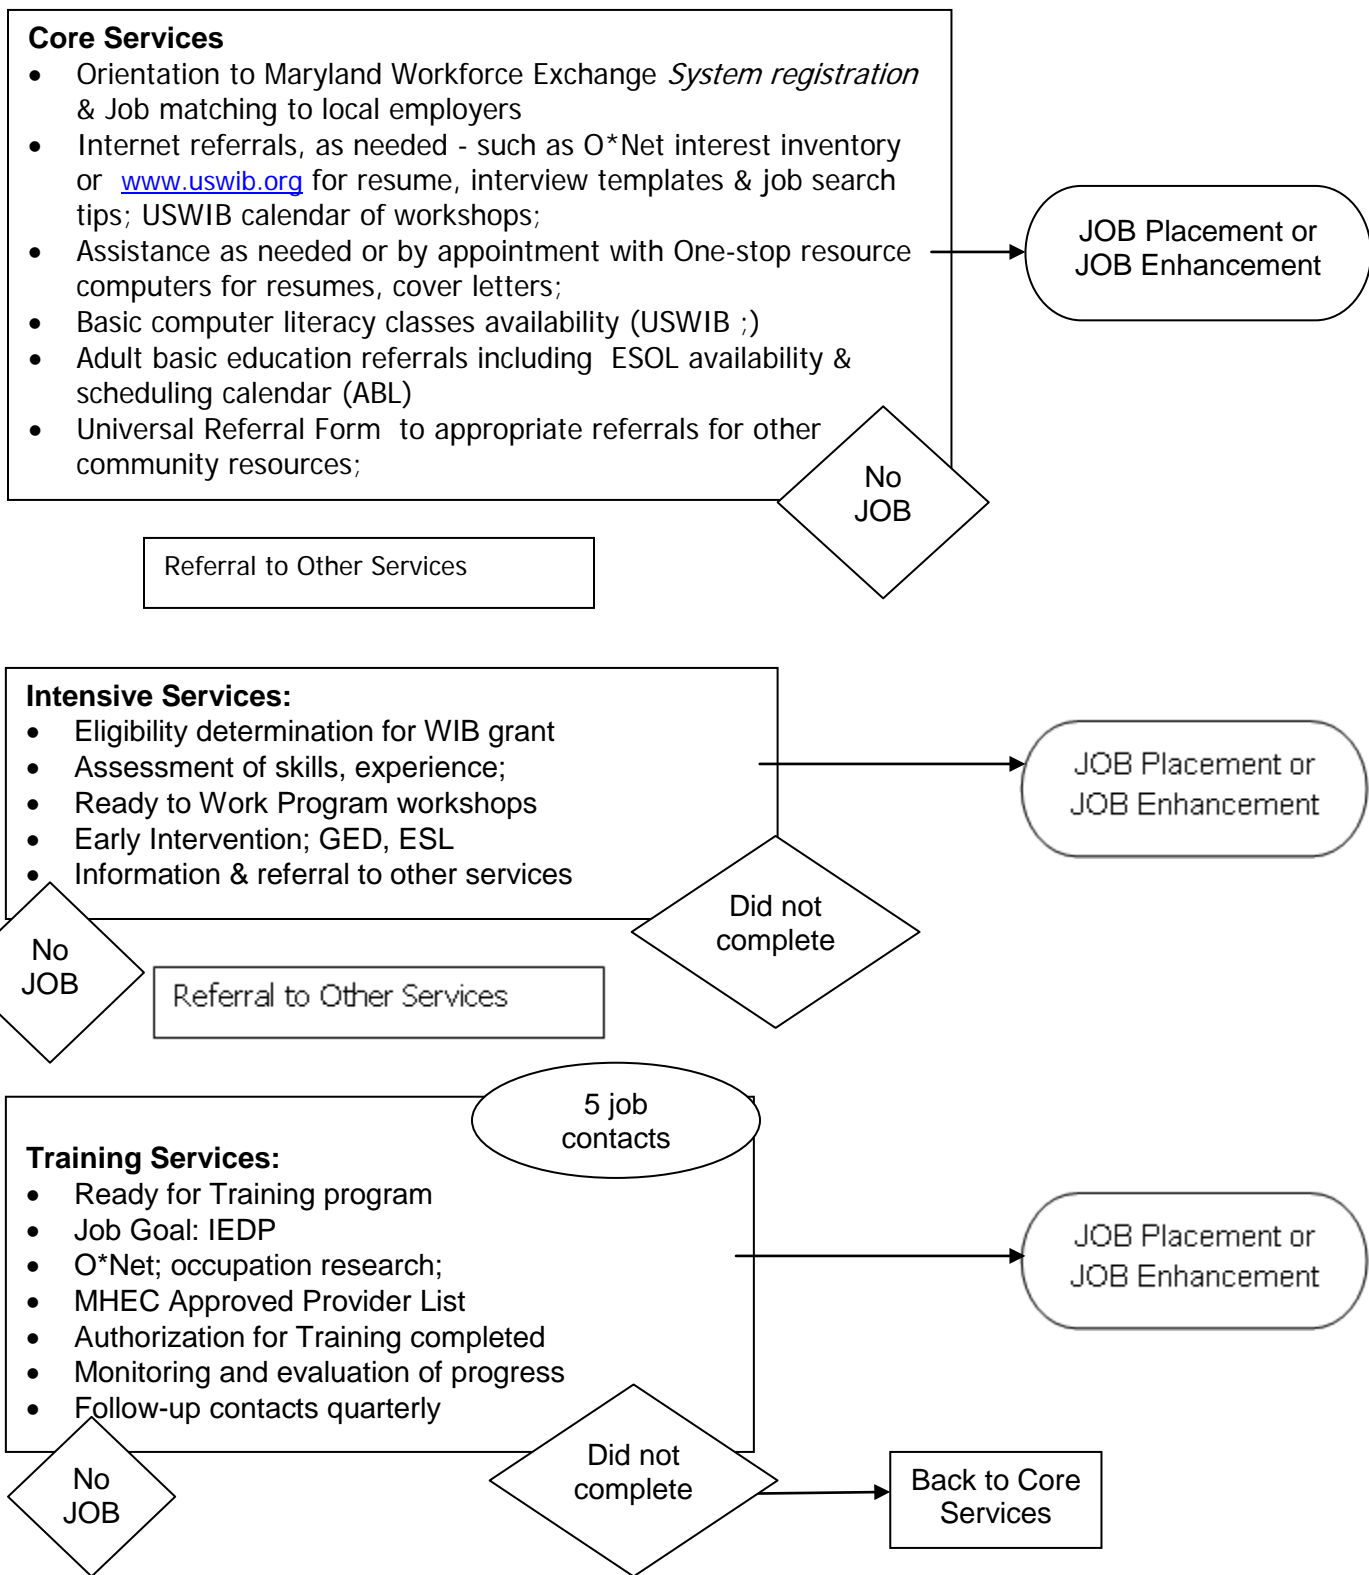 Core Services
• Orientation to Maryland Workforce Exchange System registration
& Job matching to local employers
• Internet referrals, as needed - such as O*Net interest inventory
or www.uswib.org for resume, interview templates & job search
tips; USWIB calendar of workshops;
• Assistance as needed or by appointment with One-stop resource
computers for resumes, cover letters;
• Basic computer literacy classes availability (USWIB ;)
• Adult basic education referrals including ESOL availability &
scheduling calendar (ABL)
• Universal Referral Form to appropriate referrals for other
community resources;
JOB Placement or
JOB Enhancement
No
JOB
Referral to Other Services
Intensive Services:
• Eligibility determination for WIB grant
• Assessment of skills, experience;
• Ready to Work Program workshops
• Early Intervention; GED, ESL
• Information & referral to other services
JOB Placement or
JOB Enhancement
Did not
complete
No
JOB
Referral to Other Services
5 job
contacts
Training Services:
• Ready for Training program
• Job Goal: IEDP
• O*Net; occupation research;
• MHEC Approved Provider List
• Authorization for Training completed
• Monitoring and evaluation of progress
• Follow-up contacts quarterly
JOB Placement or
JOB Enhancement
No
JOB
Did not
complete
Back to Core
Services